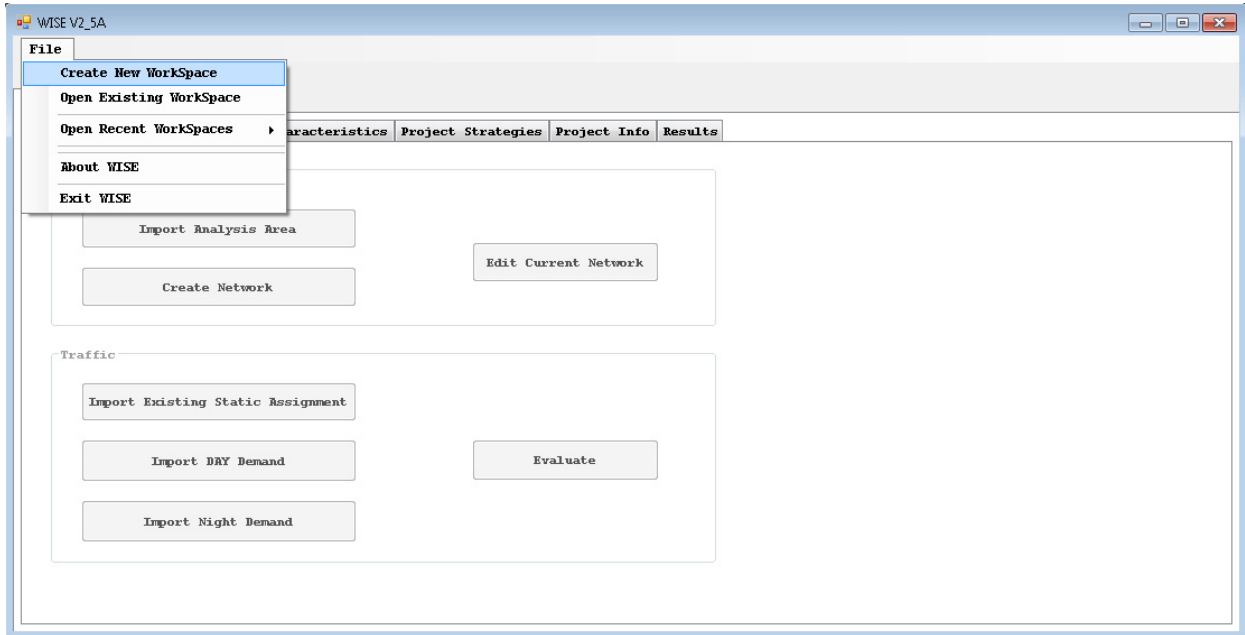 WISE V2_5A
File
Create New WorkSpace
Open Existing WorkSpace
Open Recent WorkSpaces
About WISE
Exit WISE
aracteristics Project Strategies Project Info Results
Import Analysis Area
Edit Current Network
Create Network
Traffic
Import Existing Static Assignment
Import DAY Demand
Evaluate
Import Night Demand